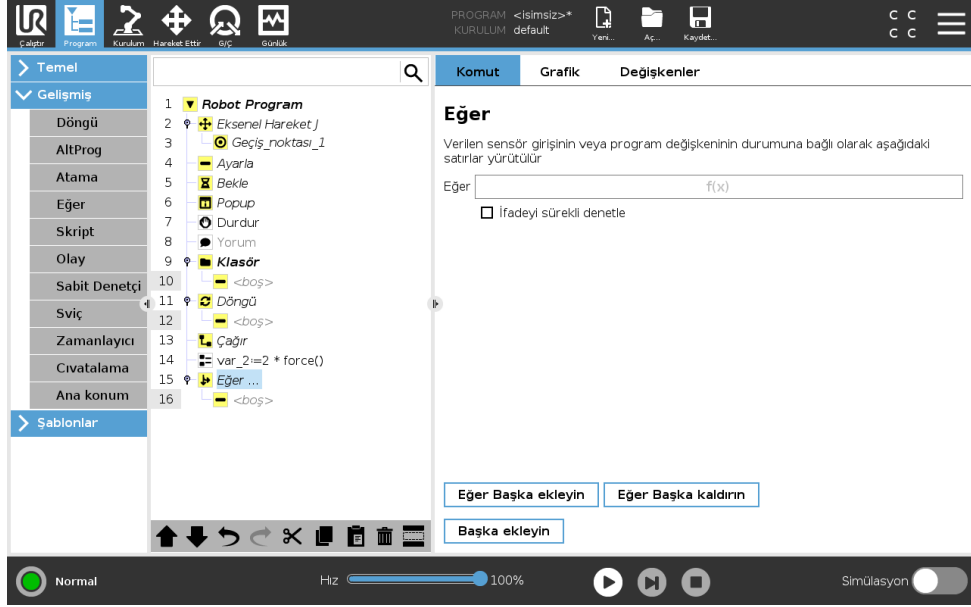 PROGRAM <isimsiz>*
KURULUM default
Çalıştır
Program
Kurulum
Hareket Ettir
G/Ç
Günlük
Yeni...
Aç...
Kaydet...
C C
C C
Temel
Gelişmiş
Döngü
AltProg
Atama
Eğer
Skript
Olay
Sabit Denetçi
Sviç
Zamanlayıcı
Cıvatalama
Ana konum
Şablonlar
1 Robot Program
2 Eksenel Hareket J
3 Geçiş_noktası_1
4 Ayarla
5 Bekle
6 Popup
7 Durdur
8 Yorum
9 Klasör
10 <boş>
11 Döngü
12 <boş>
13 Çağır
14 var_2:=2 * force()
15 Eğer ...
16 <boş>
Komut
Grafik
Değişkenler
Eğer
Verilen sensör girişinin veya program değişkeninin durumuna bağlı olarak aşağıdaki
satırlar yürütülür
Eğer f(x)
İfadeyi sürekli denetle
Eğer Başka ekleyin
Eğer Başka kaldırın
Başka ekleyin
Normal
Hız 100%
Simülasyon